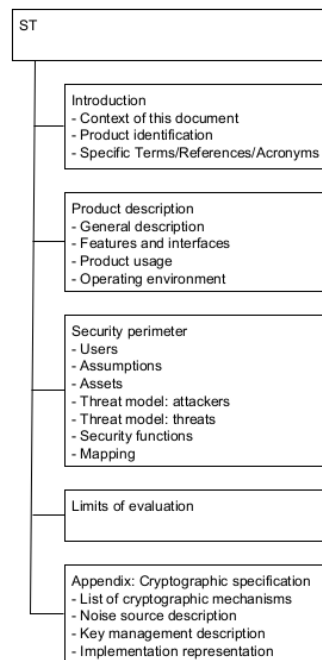 ST
Introduction
- Context of this document
- Product identification
- Specific Terms/References/Acronyms
Product description
- General description
- Features and interfaces
- Product usage
- Operating environment
Security perimeter
- Users
- Assumptions
- Assets
- Threat model: attackers
- Threat model: threats
- Security functions
- Mapping
Limits of evaluation
Appendix: Cryptographic specification
- List of cryptographic mechanisms
- Noise source description
- Key management description
- Implementation representation